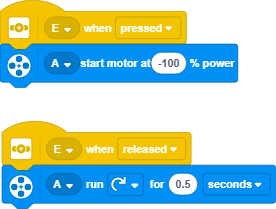 E when pressed
A start motor at -100 % power
E when released
A run for 0.5 seconds